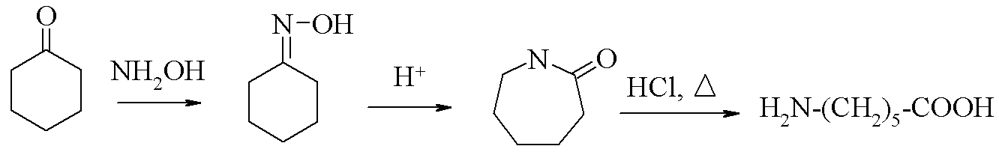 O
NH₂OH
N-OH
H⁺
N
O
HCl, △
H₂N-(CH₂)₅-COOH